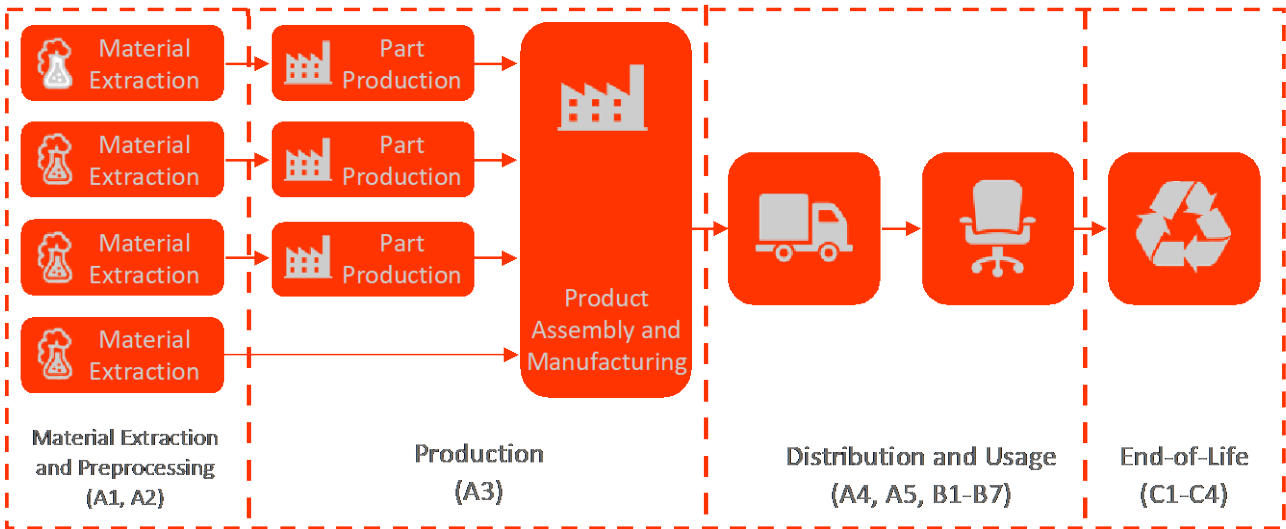 Material
Extraction
Part
Production
Material
Extraction
Part
Production
Material
Extraction
Part
Production
Material
Extraction
Product
Assembly and
Manufacturing
Material Extraction
and Preprocessing
(A1, A2)
Production
(A3)
Distribution and Usage
(A4, A5, B1-B7)
End-of-Life
(C1-C4)